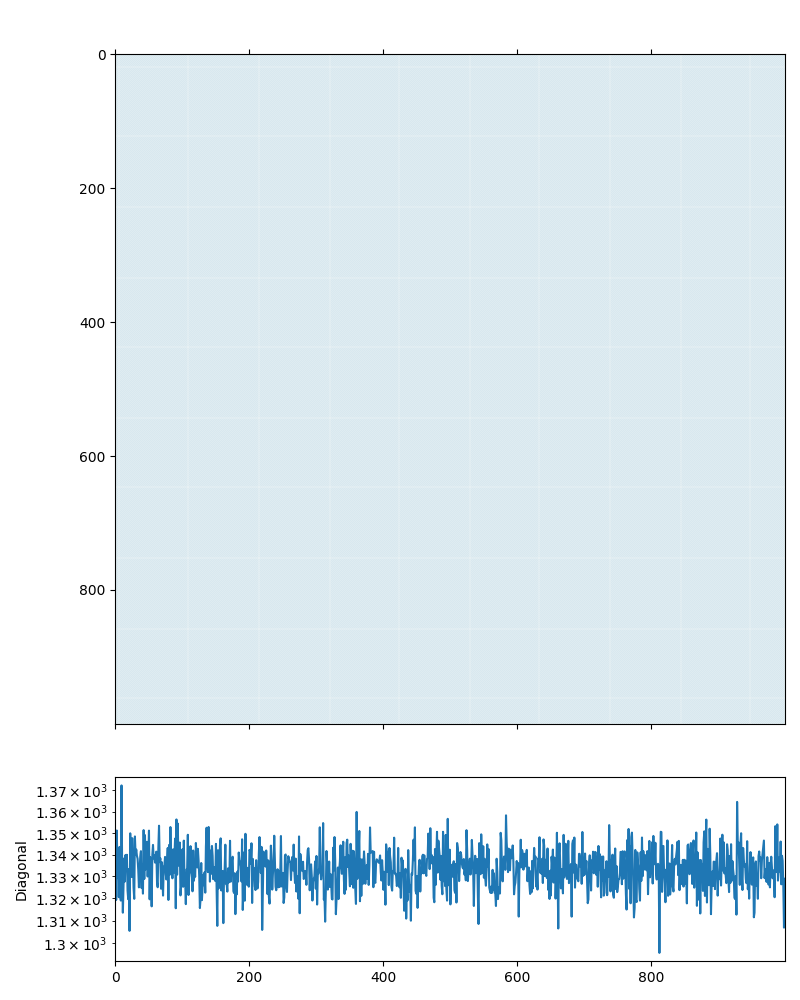 0
200
400
600
800
1.37 × 10³
1.36 × 10³
1.35 × 10³
1.34 × 10³
1.33 × 10³
1.32 × 10³
1.31 × 10³
1.3 × 10³
Diagonal
0 200 400 600 800